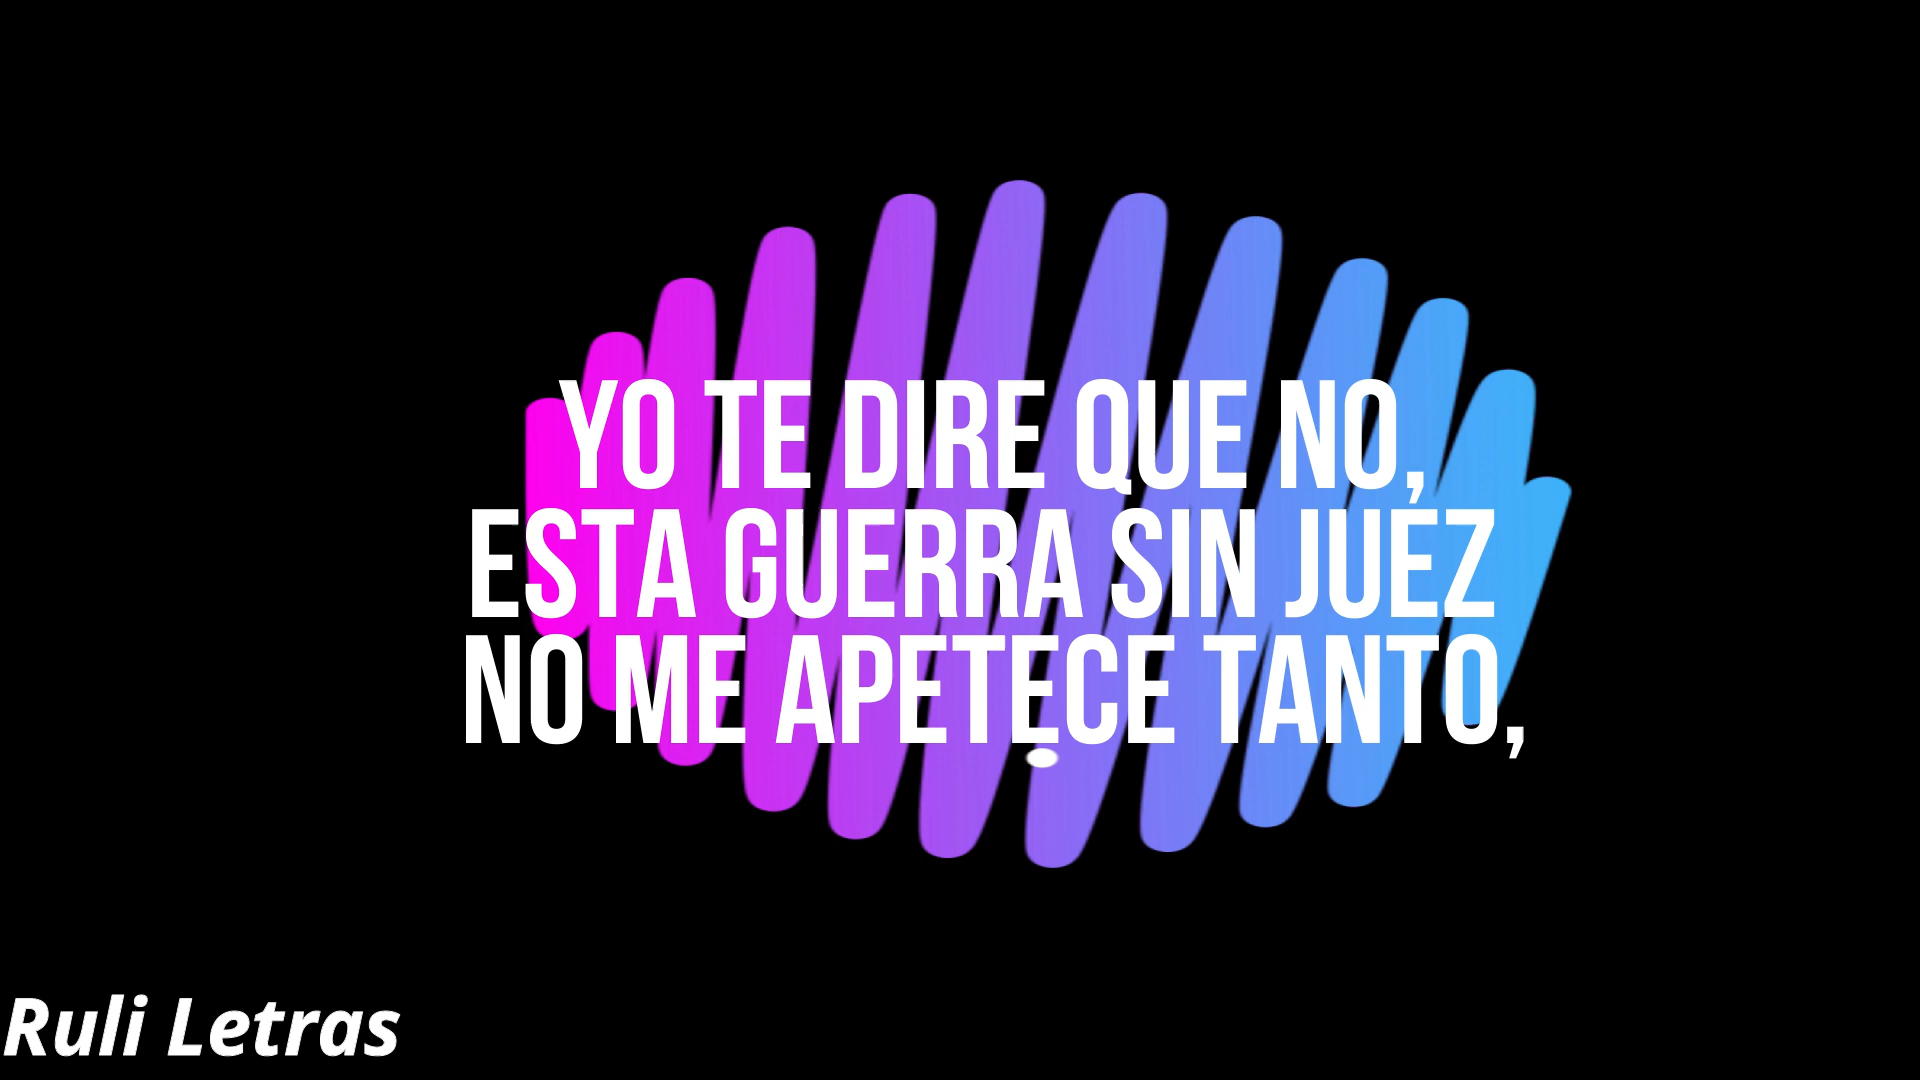 YO TE DIRE QUE NO,
ESTA GUERRA SIN JUEZ
NO ME APETECE TANTO,
Ruli Letras